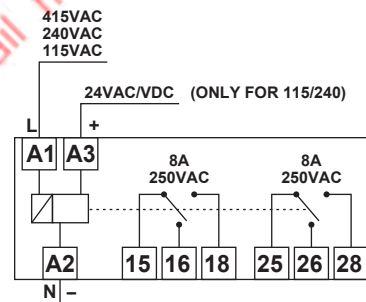 415VAC
240VAC
115VAC
24VAC/VDC (ONLY FOR 115/240)
L +
A1 A3
8A 8A
250VAC 250VAC
A2 15 16 18 25 26 28
N –